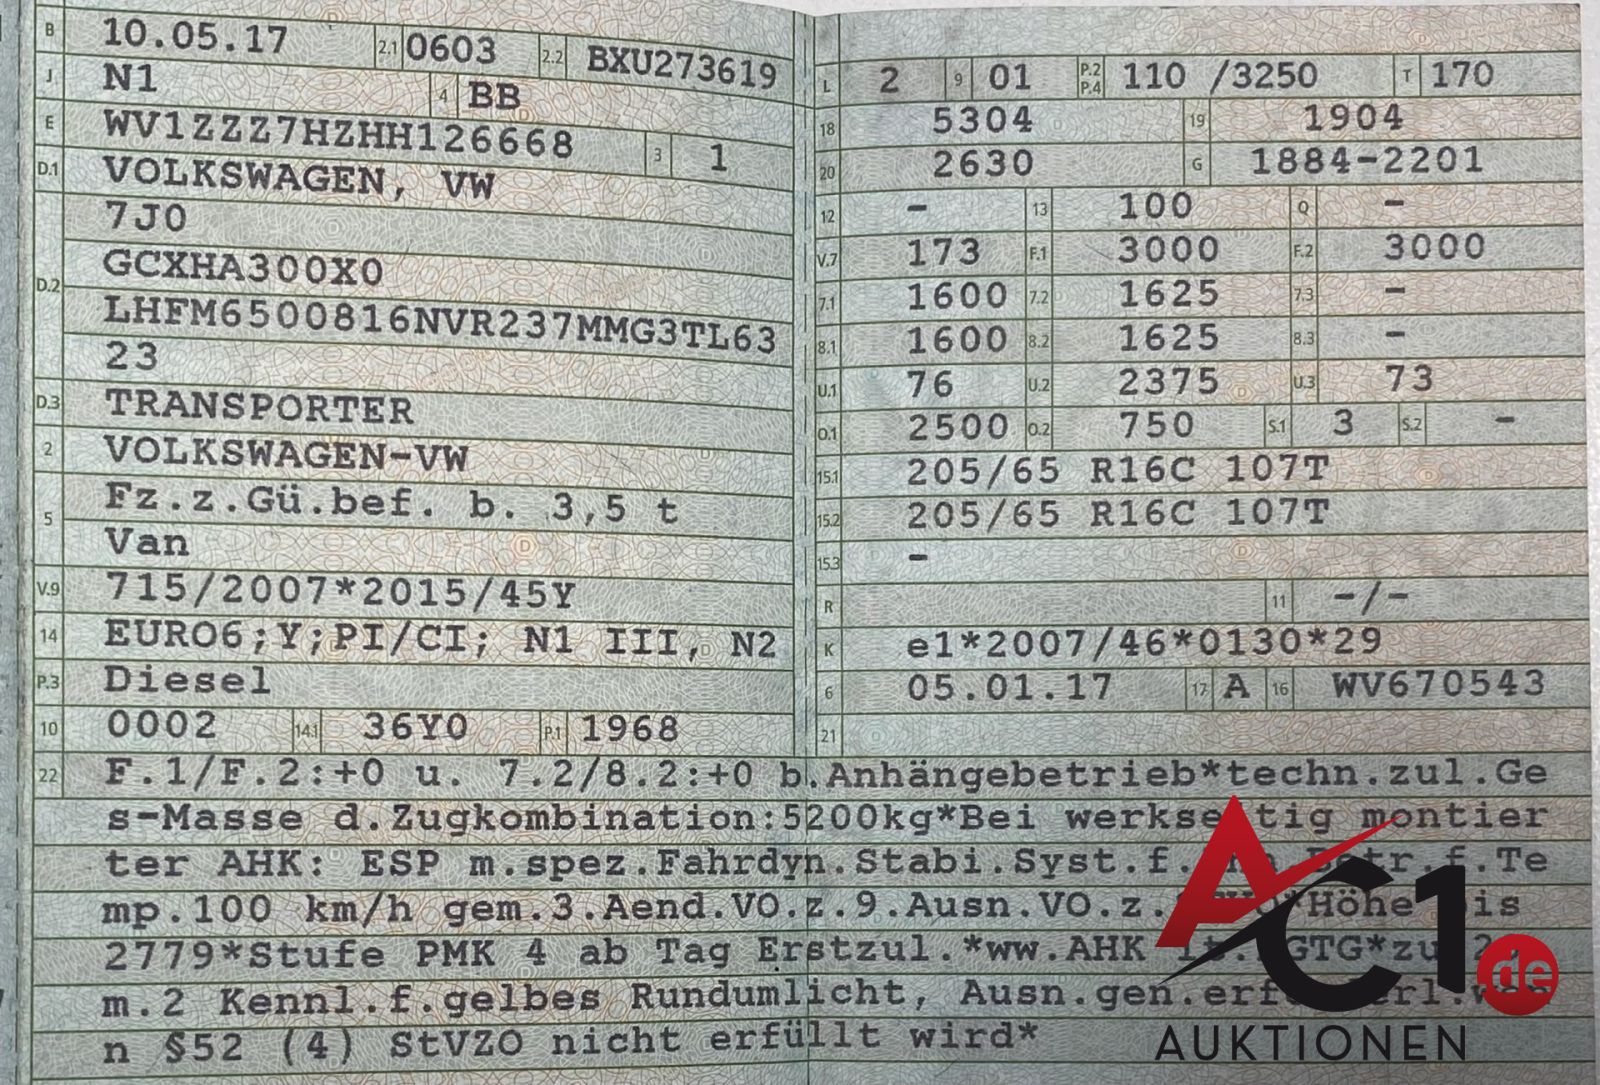 B 10.05.17 2.1 0603 2.2 BXU273619
J N1 4 BB
E WV1ZZZ7HZHH126668 3 1
D.1 VOLKSWAGEN, VW
7J0
D.2 GCXHA300X0
LHFM6500816NVR237MMG3TL63
23
D.3 TRANSPORTER
2 VOLKSWAGEN-VW
5 Fz.z.Gü.bef. b. 3,5 t
Van
V.9 715/2007*2015/45Y
14 EURO6;Y;PI/CI; N1 III, N2
P.3 Diesel
10 0002 14.1 36Y0 P.1 1968
L 2 9 01 P.2 P.4 110 /3250 T 170
18 5304 19 1904
20 2630 G 1884-2201
12 - 13 100 Q -
V.7 173 F.1 3000 F.2 3000
7.1 1600 7.2 1625 7.3 -
8.1 1600 8.2 1625 8.3 -
U.1 76 U.2 2375 U.3 73
O.1 2500 O.2 750 S.1 3 S.2 -
15.1 205/65 R16C 107T
15.2 205/65 R16C 107T
15.3 -
R 11 -/-
K e1*2007/46*0130*29
6 05.01.17 17 A 16 WV670543
21
22 F.1/F.2:+0 u. 7.2/8.2:+0 b.Anhängebetrieb*techn.zul.Ge
s-Masse d.Zugkombination:5200kg*Bei werkseitig montier
ter AHK: ESP m.spez.Fahrdyn.Stabi.Syst.f. Betr.f.Te
mp.100 km/h gem.3.Aend.VO.z.9.Ausn.VO.z. *Höhe bis
2779*Stufe PMK 4 ab Tag Erstzul.*ww.AHK GTG*zu
m.2 Kennl.f.gelbes Rundumlicht, Ausn.gen.
n §52 (4) StVZO nicht erfüllt wird*
AC1.de
AUKTIONEN